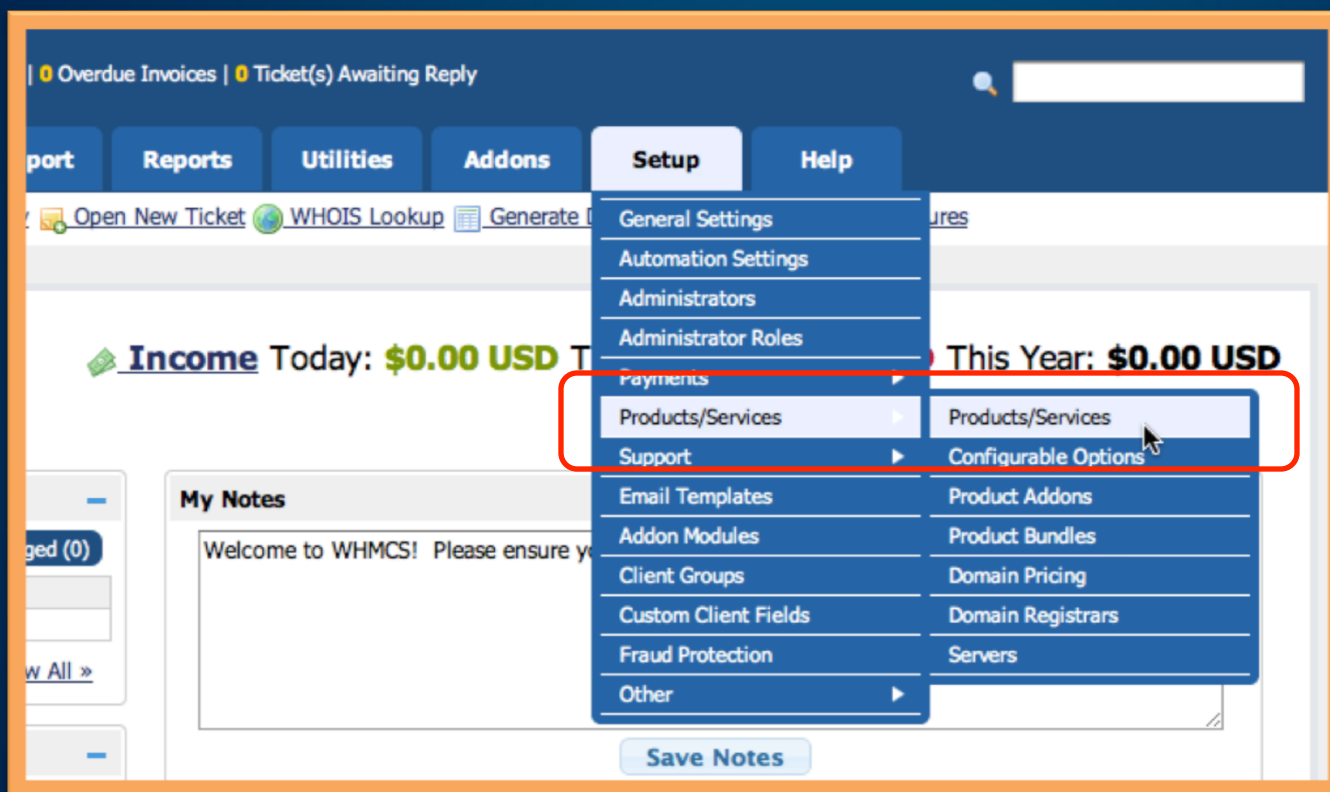 | 0 Overdue Invoices | 0 Ticket(s) Awaiting Reply
port Reports Utilities Addons Setup Help
Open New Ticket WHOIS Lookup Generate ures
General Settings
Automation Settings
Administrators
Administrator Roles
Income Today: $0.00 USD T This Year: $0.00 USD
Payments
Products/Services
Support
Email Templates
Addon Modules
Client Groups
Custom Client Fields
Fraud Protection
Other
Products/Services
Configurable Options
Product Addons
Product Bundles
Domain Pricing
Domain Registrars
Servers
ged (0)
w All »
My Notes
Welcome to WHMCS! Please ensure
Save Notes